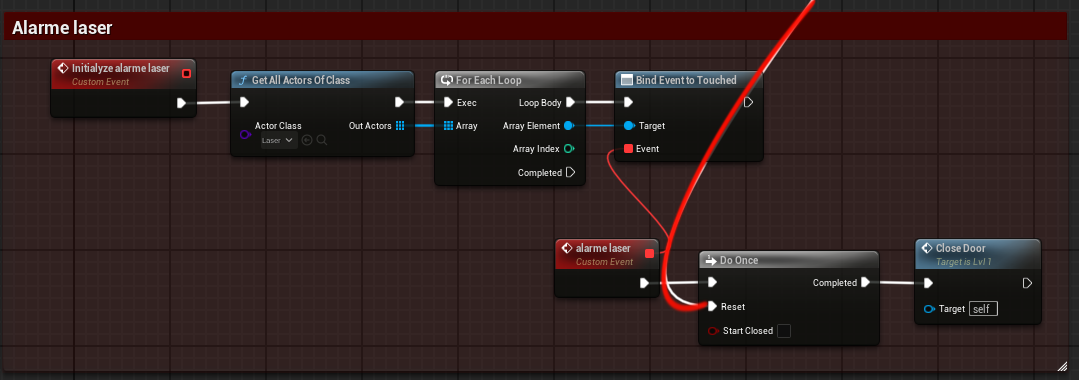 Alarme laser
Initialyze alarme laser
Custom Event
Get All Actors Of Class
Actor Class
Out Actors
Laser
For Each Loop
Exec
Loop Body
Array
Array Element
Array Index
Completed
Bind Event to Touched
Target
Event
alarme laser
Custom Event
Do Once
Completed
Reset
Start Closed
Close Door
Target is Lvl 1
Target
self